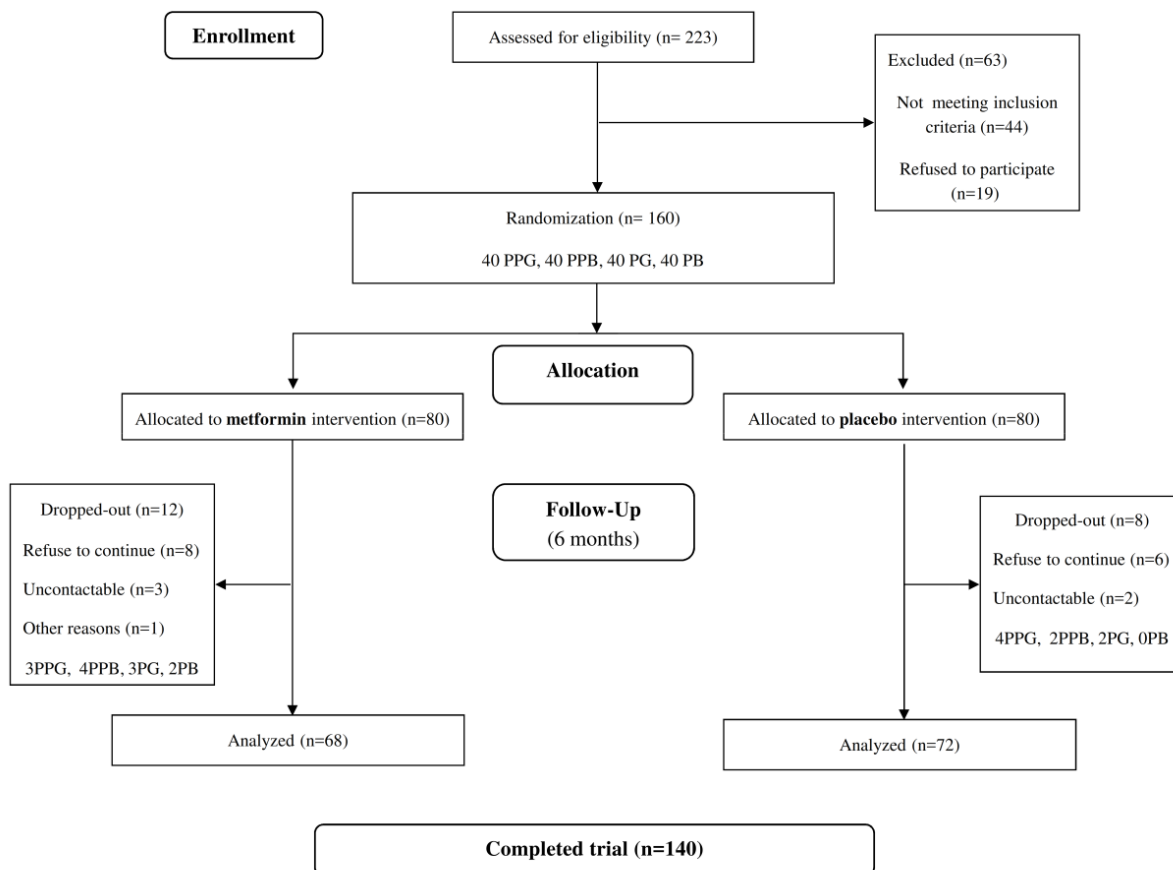 Enrollment
Assessed for eligibility (n= 223)
Excluded (n=63)
Not meeting inclusion
criteria (n=44)
Refused to participate
(n=19)
Randomization (n= 160)
40 PPG, 40 PPB, 40 PG, 40 PB
Allocation
Allocated to metformin intervention (n=80)
Allocated to placebo intervention (n=80)
Follow-Up
(6 months)
Dropped-out (n=12)
Refuse to continue (n=8)
Uncontactable (n=3)
Other reasons (n=1)
3PPG, 4PPB, 3PG, 2PB
Dropped-out (n=8)
Refuse to continue (n=6)
Uncontactable (n=2)
4PPG, 2PPB, 2PG, 0PB
Analyzed (n=68)
Analyzed (n=72)
Completed trial (n=140)